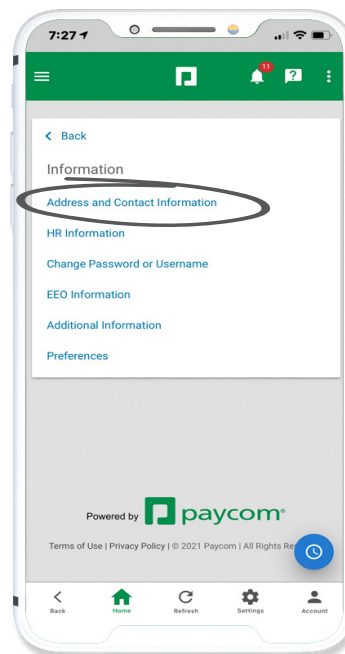 7:27
11
?
Back
Information
Address and Contact Information
HR Information
Change Password or Username
EEO Information
Additional Information
Preferences
Powered by paycom®
Terms of Use | Privacy Policy | © 2021 Paycom | All Rights Re
Back Home Refresh Settings Account